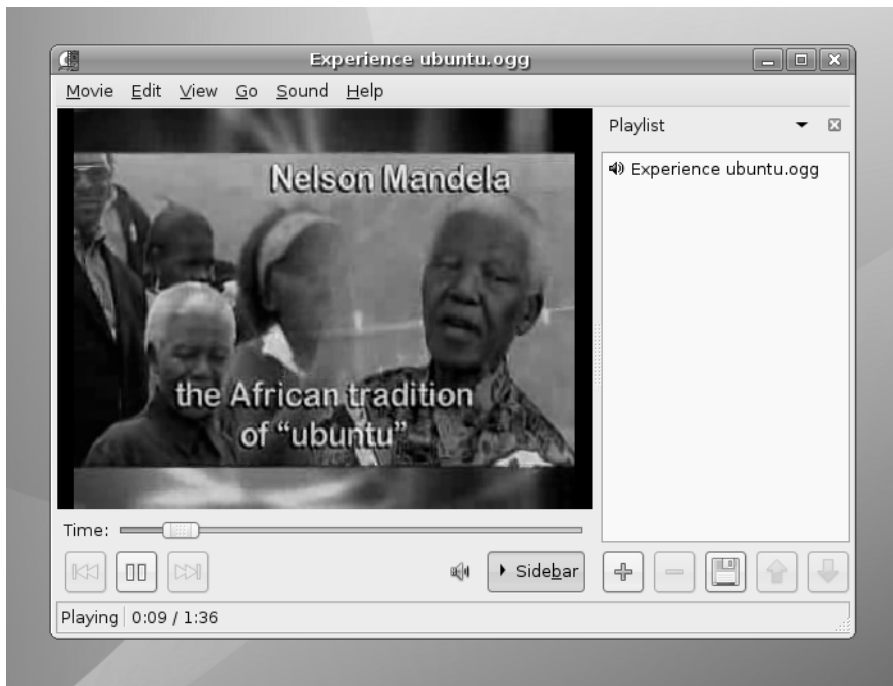 Experience ubuntu.ogg
Movie Edit View Go Sound Help
Nelson Mandela
the African tradition
of “ubuntu”
Playlist
Experience ubuntu.ogg
Time:
Sidebar
Playing 0:09 / 1:36